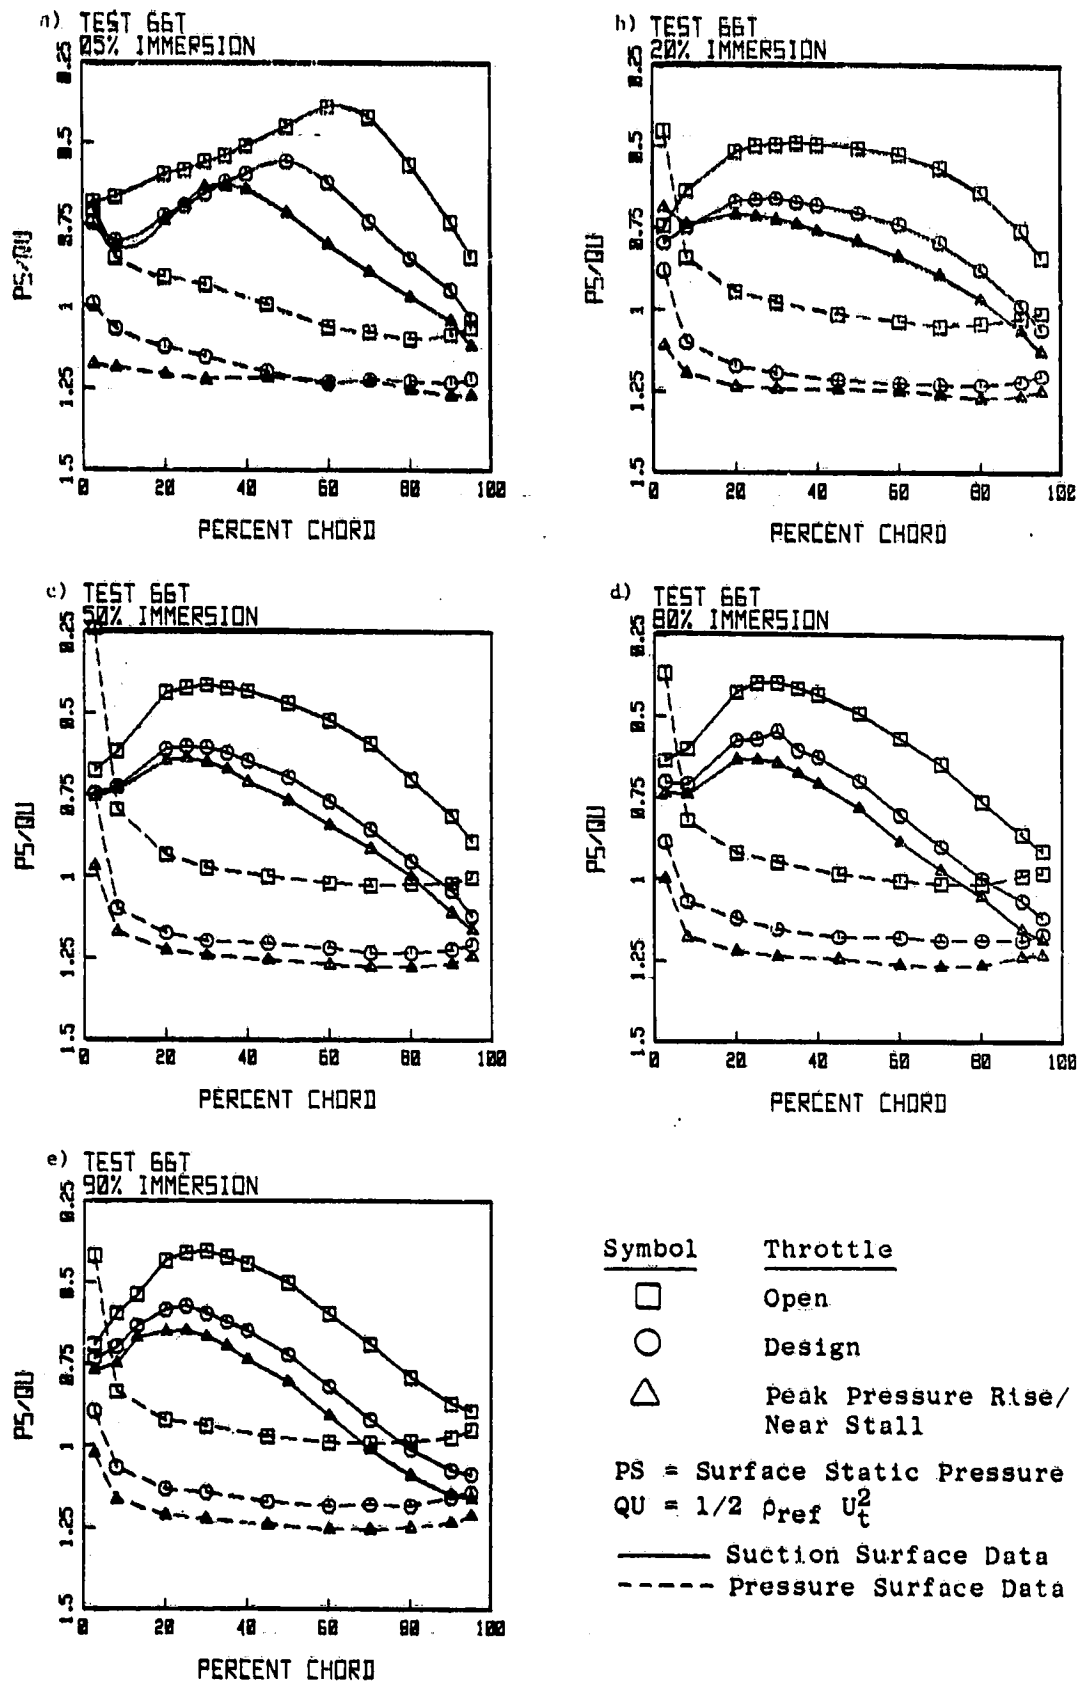 a) TEST 66T
05% IMMERSION
0.25
0.5
0.75
1
1.25
1.5
PS/QU
0 20 40 60 80 100
PERCENT CHORD
b) TEST 66T
20% IMMERSION
0.25
0.5
0.75
1
1.25
1.5
PS/QU
0 20 40 60 80 100
PERCENT CHORD
c) TEST 66T
50% IMMERSION
0.25
0.5
0.75
1
1.25
1.5
PS/QU
0 20 40 60 80 100
PERCENT CHORD
d) TEST 66T
80% IMMERSION
0.25
0.5
0.75
1
1.25
1.5
PS/QU
0 20 40 60 80 100
PERCENT CHORD
e) TEST 66T
90% IMMERSION
0.25
0.5
0.75
1
1.25
1.5
PS/QU
0 20 40 60 80 100
PERCENT CHORD
Symbol Throttle
Open
Design
Peak Pressure Rise/
Near Stall
PS = Surface Static Pressure
QU = 1/2 ρref Ut²
Suction Surface Data
Pressure Surface Data